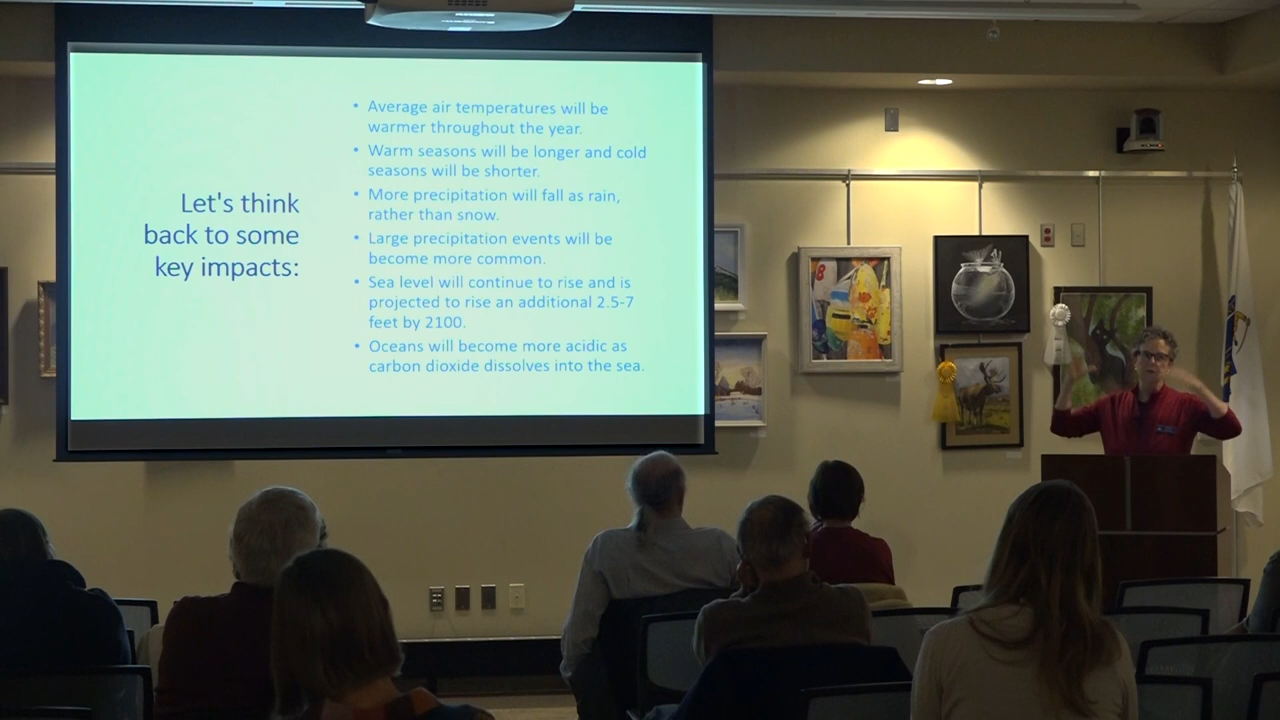 Let's think
back to some
key impacts:
• Average air temperatures will be
warmer throughout the year.
• Warm seasons will be longer and cold
seasons will be shorter.
• More precipitation will fall as rain,
rather than snow.
• Large precipitation events will be
become more common.
• Sea level will continue to rise and is
projected to rise an additional 2.5-7
feet by 2100.
• Oceans will become more acidic as
carbon dioxide dissolves into the sea.
8